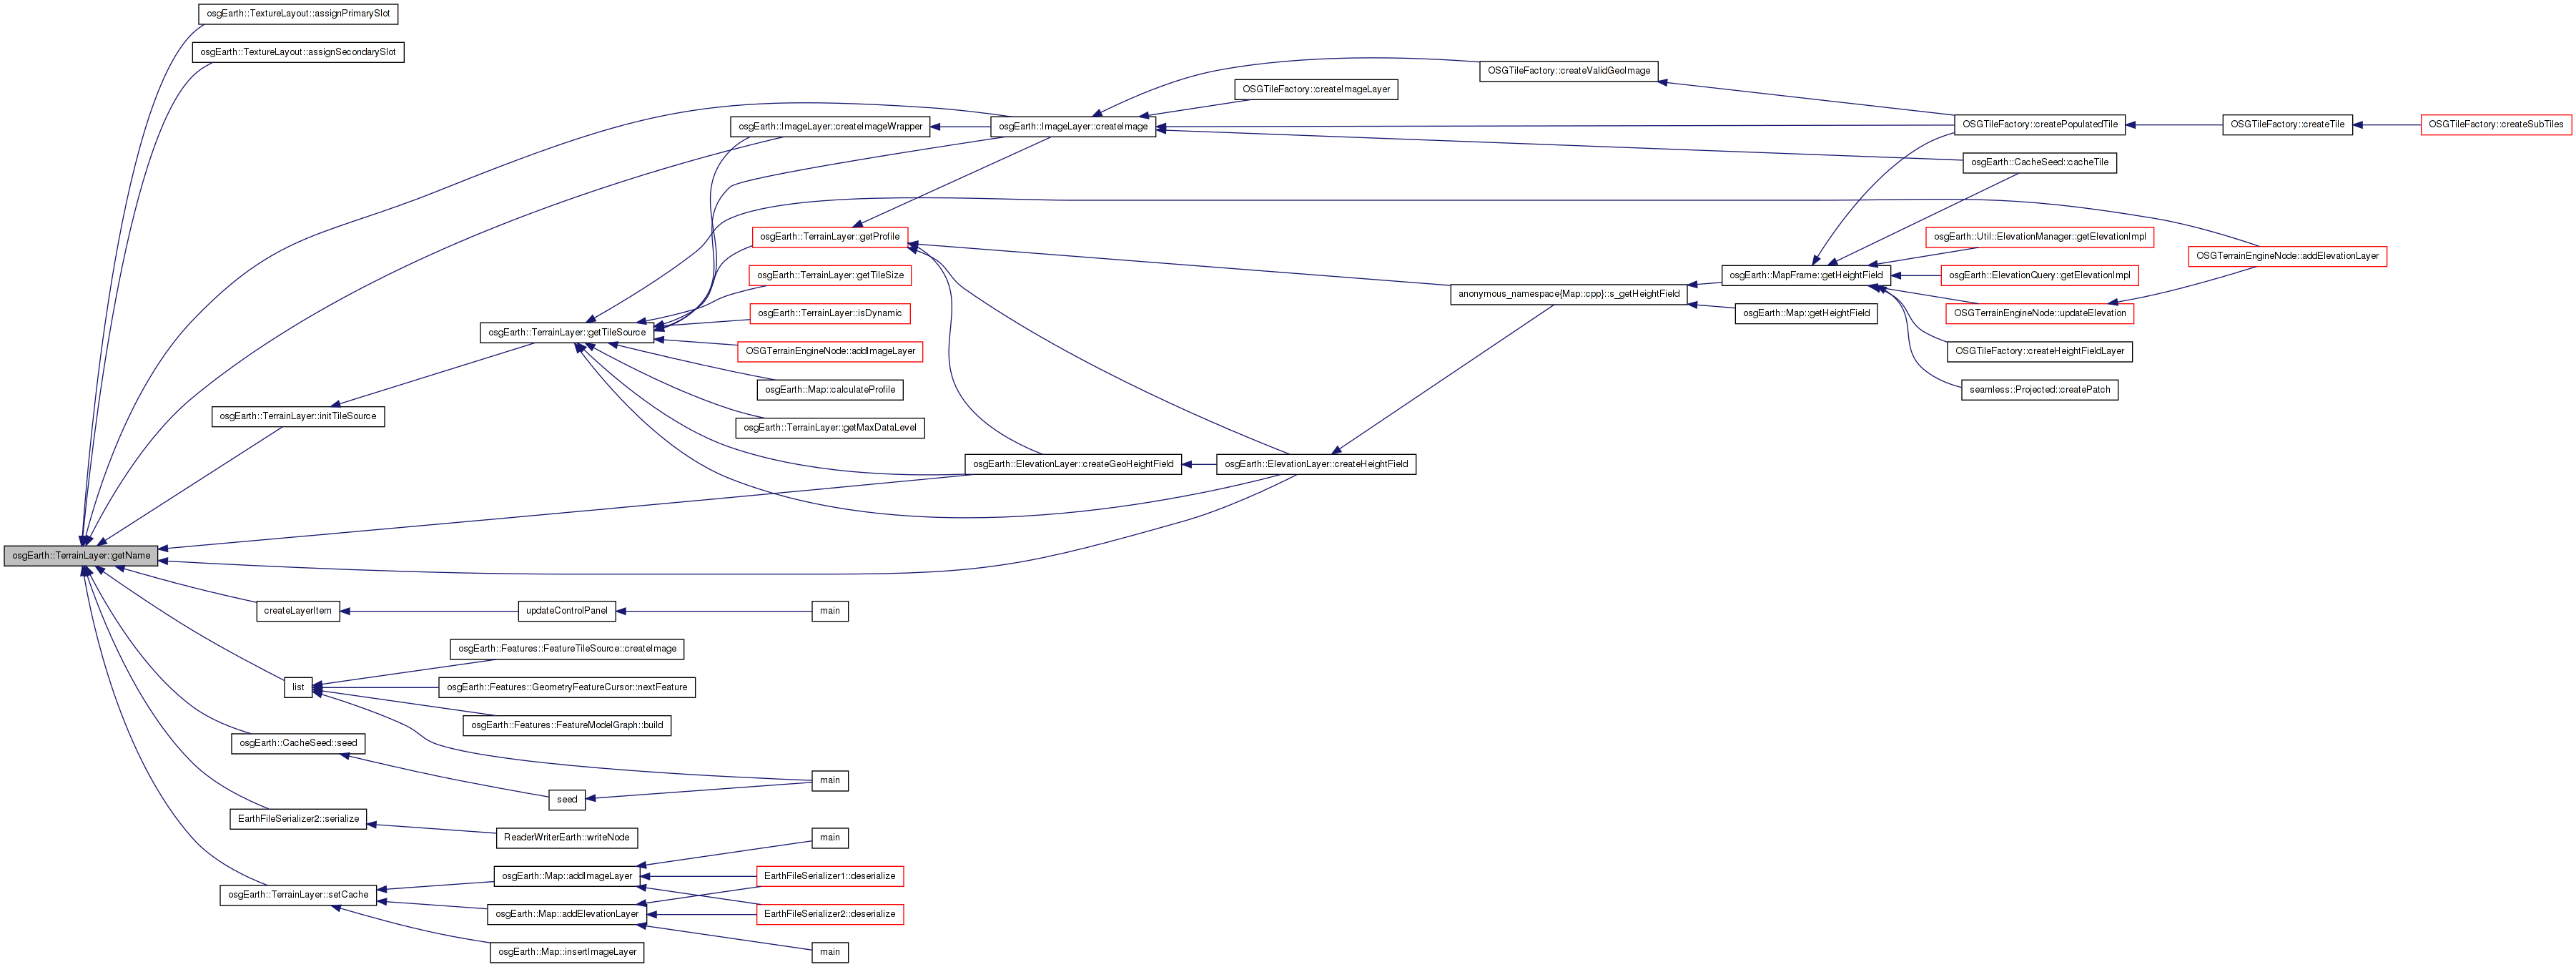 osgEarth::TextureLayout::assignPrimarySlot
osgEarth::TextureLayout::assignSecondarySlot
OSGTileFactory::createValidGeoImage
OSGTileFactory::createImageLayer
osgEarth::ImageLayer::createImageWrapper
osgEarth::ImageLayer::createImage
OSGTileFactory::createPopulatedTile
OSGTileFactory::createTile
OSGTileFactory::createSubTiles
osgEarth::CacheSeed::cacheTile
osgEarth::TerrainLayer::getProfile
osgEarth::Util::ElevationManager::getElevationImpl
OSGTerrainEngineNode::addElevationLayer
osgEarth::TerrainLayer::getTileSize
osgEarth::MapFrame::getHeightField
osgEarth::ElevationQuery::getElevationImpl
anonymous_namespace{Map::cpp}::s_getHeightField
osgEarth::TerrainLayer::isDynamic
osgEarth::Map::getHeightField
OSGTerrainEngineNode::updateElevation
osgEarth::TerrainLayer::getTileSource
OSGTerrainEngineNode::addImageLayer
OSGTileFactory::createHeightFieldLayer
osgEarth::Map::calculateProfile
seamless::Projected::createPatch
osgEarth::TerrainLayer::initTileSource
osgEarth::TerrainLayer::getMaxDataLevel
osgEarth::ElevationLayer::createGeoHeightField
osgEarth::ElevationLayer::createHeightField
osgEarth::TerrainLayer::getName
createLayerItem
updateControlPanel
main
osgEarth::Features::FeatureTileSource::createImage
list
osgEarth::Features::GeometryFeatureCursor::nextFeature
osgEarth::Features::FeatureModelGraph::build
osgEarth::CacheSeed::seed
main
seed
EarthFileSerializer2::serialize
ReaderWriterEarth::writeNode
main
osgEarth::Map::addImageLayer
EarthFileSerializer1::deserialize
osgEarth::TerrainLayer::setCache
osgEarth::Map::addElevationLayer
EarthFileSerializer2::deserialize
osgEarth::Map::insertImageLayer
main